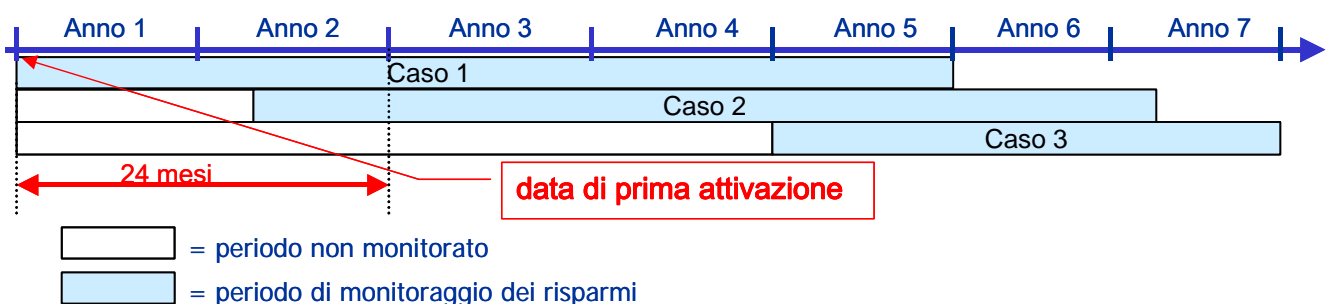 Anno 1 Anno 2 Anno 3 Anno 4 Anno 5 Anno 6 Anno 7
Caso 1
Caso 2
Caso 3
24 mesi
data di prima attivazione
= periodo non monitorato
= periodo di monitoraggio dei risparmi